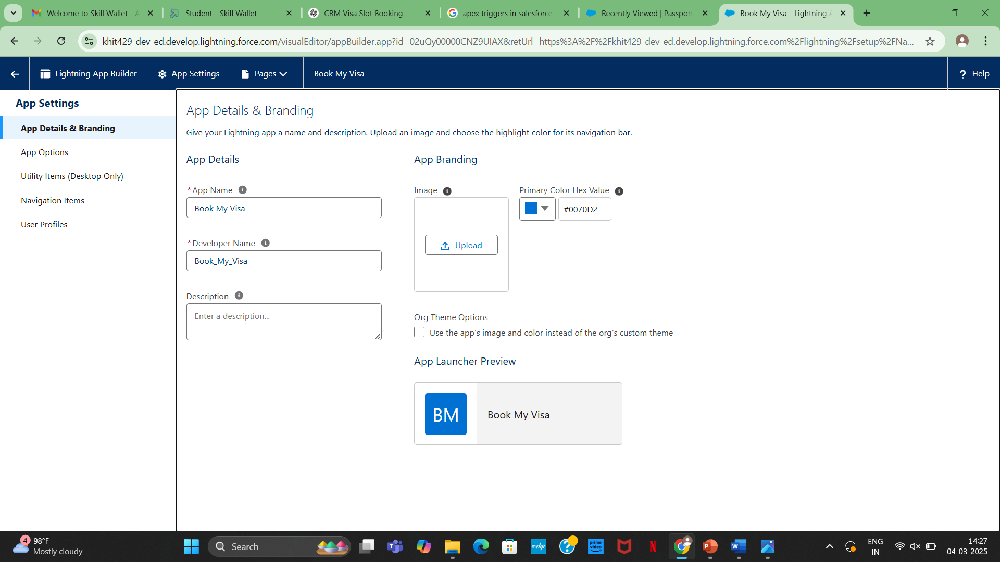 Welcome to Skill Wallet - A
Student - Skill Wallet
CRM Visa Slot Booking
apex triggers in salesforce
Recently Viewed | Passport
Book My Visa - Lightning A
khit429-dev-ed.develop.lightning.force.com/visualEditor/appBuilder.app?id=02uQy00000CNZ9UIAX&retUrl=https%3A%2F%2Fkhit429-dev-ed.develop.lightning.force.com%2Flightning%2Fsetup%2FNa...
Lightning App Builder
App Settings
Pages
Book My Visa
? Help
App Settings
App Details & Branding
App Options
Utility Items (Desktop Only)
Navigation Items
User Profiles
App Details & Branding
Give your Lightning app a name and description. Upload an image and choose the highlight color for its navigation bar.
App Details
* App Name
Book My Visa
* Developer Name
Book_My_Visa
Description
Enter a description...
App Branding
Image
Upload
Primary Color Hex Value
#0070D2
Org Theme Options
Use the app's image and color instead of the org's custom theme
App Launcher Preview
BM
Book My Visa
4
98°F
Mostly cloudy
Search
myhp
prime video
ENG
IN
14:27
04-03-2025